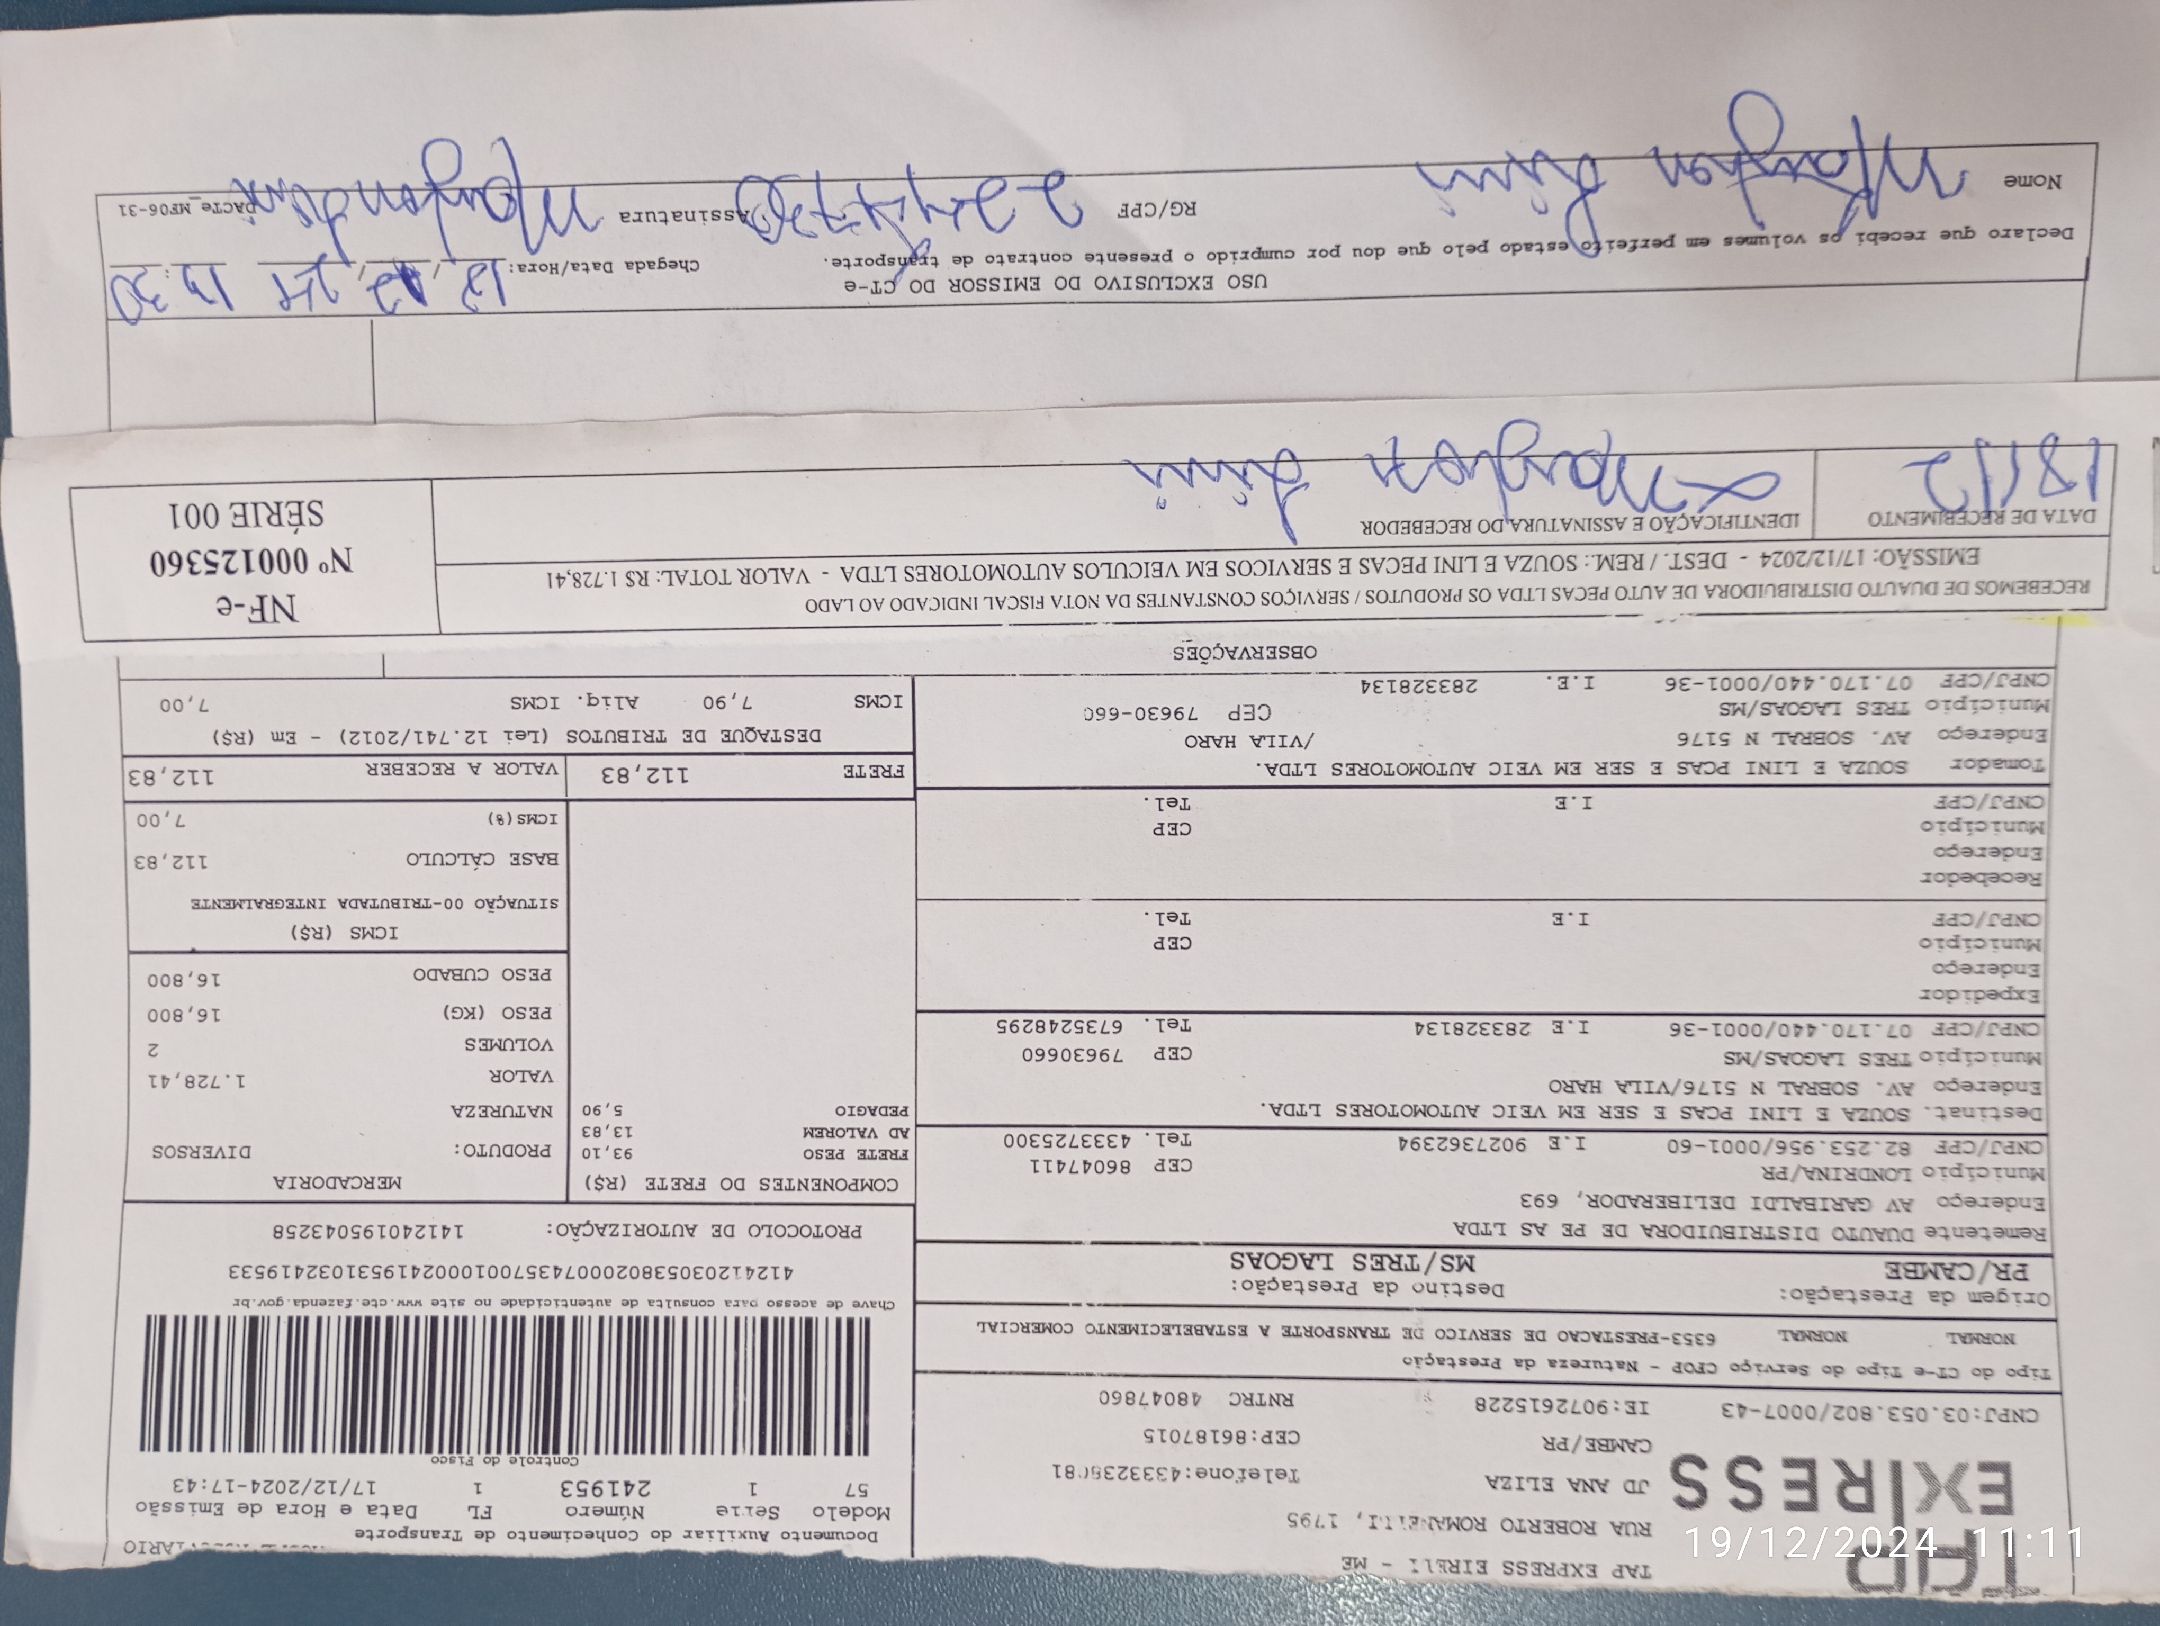 TAP
EXPRESS
TAP EXPRESS EIRELI - ME
RUA ROBERTO ROMANELLI, 1795
JD ANA ELIZA
CAMBE/PR CEP:86187015
CNPJ:03.053.802/0007-43 IE:9072615228 RNTRC 48047860
Tipo do CT-e Tipo do Serviço CFOP - Natureza da Prestação
NORMAL NORMAL 6353-PRESTACAO DE SERVICO DE TRANSPORTE A ESTABELECIMENTO COMERCIAL
Origem da Prestação: Destino da Prestação:
PR/CAMBE MS/TRES LAGOAS
Remetente DUAUTO DISTRIBUIDORA DE PE AS LTDA
Endereço AV GARIBALDI DELIBERADOR, 693
Município LONDRINA/PR CEP 86047411
CNPJ/CPF 82.253.956/0001-60 I.E 9027362394 Tel. 4333725300
Destinat. SOUZA E LINI PCAS E SER EM VEIC AUTOMOTORES LTDA.
Endereço AV. SOBRAL N 5176/VILA HARO
Município TRES LAGOAS/MS CEP 79630660
CNPJ/CPF 07.170.440/0001-36 I.E 283328134 Tel. 6735248295
Expedidor
Endereço
Município CEP
CNPJ/CPF I.E Tel.
Recebedor
Endereço
Município CEP
CNPJ/CPF I.E Tel.
Tomador SOUZA E LINI PCAS E SER EM VEIC AUTOMOTORES LTDA.
Endereço AV. SOBRAL N 5176 /VILA HARO
Município TRES LAGOAS/MS CEP 79630-660
CNPJ/CPF 07.170.440/0001-36 I.E. 283328134
Documento Auxiliar do Conhecimento de Transporte
Modelo Série Número FL Data e Hora de Emissão
57 1 241953 1 17/12/2024-17:43
Controle do Fisco
Chave de acesso para consulta de autenticidade no site www.cte.fazenda.gov.br
41241203053802000743570010002419531032419533
PROTOCOLO DE AUTORIZAÇÃO: 141240195043258
COMPONENTES DO FRETE (R$)
FRETE PESO 93,10
AD VALOREM 13,83
PEDAGIO 5,90
MERCADORIA
PRODUTO: DIVERSOS
NATUREZA
VALOR 1.728,41
VOLUMES 2
PESO (KG) 16,800
PESO CUBADO 16,800
ICMS (R$)
SITUAÇÃO 00-TRIBUTADA INTEGRALMENTE
BASE CÁLCULO 112,83
ICMS(%) 7,00
FRETE 112,83 VALOR A RECEBER 112,83
DESTAQUE DE TRIBUTOS (Lei 12.741/2012) - Em (R$)
ICMS 7,90 Aliq. ICMS 7,00
OBSERVAÇÕES
RECEBEMOS DE DUAUTO DISTRIBUIDORA DE AUTO PECAS LTDA OS PRODUTOS / SERVIÇOS CONSTANTES DA NOTA FISCAL INDICADO AO LADO
EMISSÃO: 17/12/2024 - DEST. / REM.: SOUZA E LINI PECAS E SERVICOS EM VEICULOS AUTOMOTORES LTDA - VALOR TOTAL: R$ 1.728,41
DATA DE RECEBIMENTO IDENTIFICAÇÃO E ASSINATURA DO RECEBEDOR
18/12 Lini
NF-e
Nº 000125360
SÉRIE 001
USO EXCLUSIVO DO EMISSOR DO CT-e
Declaro que recebi os volumes em perfeito estado pelo que dou por cumprido o presente contrato de transporte.
Chegada Data/Hora: 18 12 24
Nome Lini RG/CPF Assinatura
DACTe_MF06-31
19/12/2024 11:11